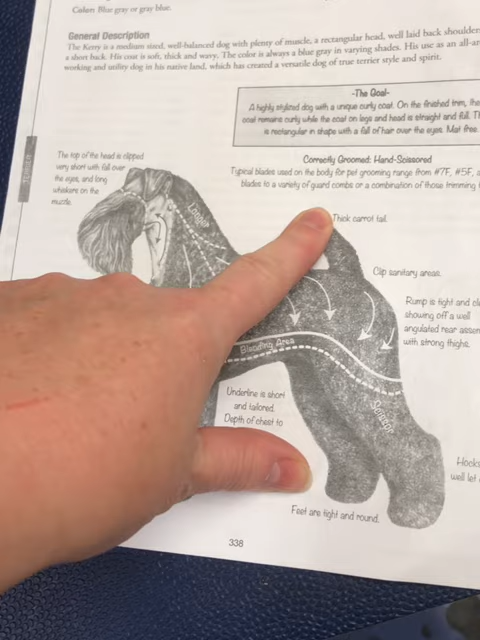 Color: Blue gray or gray blue.
General Description
The Kerry is a medium sized, well-balanced dog with plenty of muscle, a rectangular head, well laid back shoulder
a short back. His coat is soft, thick and wavy. The color is always a blue gray in varying shades. His use as an all-ar
working and utility dog in his native land, which has created a versatile dog of true terrier style and spirit.
-The Goal-
A highly stylized dog with a unique curly coat. On the finished trim, the
coat remains curly while the coat on legs and head is straight and full. Th
is rectangular in shape with a fall of hair over the eyes. Mat free.
Correctly Groomed: Hand-Scissored
Typical blades used on the body for pet grooming range from #7F, #5F,
blades to a variety of guard combs or a combination of those trimming
TERRIER
The top of the head is clipped
very short with fall over
the eyes, and long
whiskers on the
muzzle.
Longer
Thick carrot tail.
Clip sanitary areas.
Rump is tight and cl
showing off a well
angulated rear assem
with strong thighs.
Blending Area
Underline is short
and tailored.
Depth of chest to
Scissor
Hocks
well let
Feet are tight and round.
338